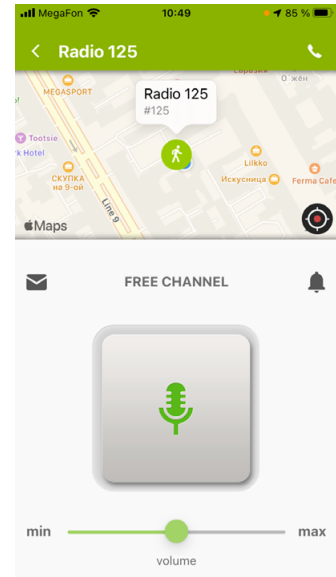 MegaFon 10:49 85 %
Radio 125
MEGASPORT
Radio 125
#125
Tootsie
k Hotel
Lilkko
СКУПКА
на 9-ой
Искусница
Ferma Cafe
Line 9
Maps
FREE CHANNEL
min max
volume